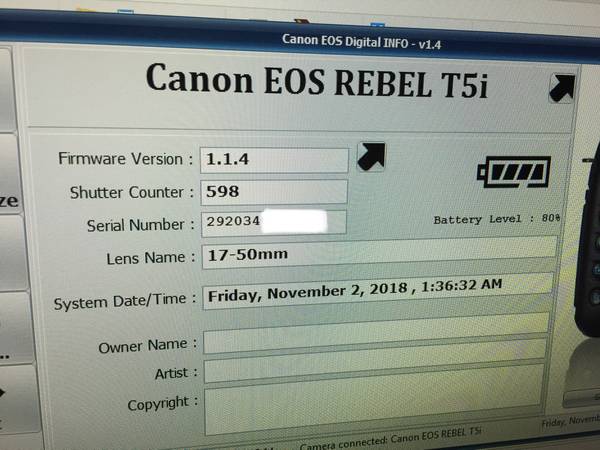 Canon EOS Digital INFO - v1.4
Canon EOS REBEL T5i
Firmware Version : 1.1.4
Shutter Counter : 598
Serial Number : 292034
Battery Level : 80%
Lens Name : 17-50mm
System Date/Time : Friday, November 2, 2018 , 1:36:32 AM
Owner Name :
Artist :
Copyright :
ze
...
Camera connected: Canon EOS REBEL T5i
Friday, Novemb